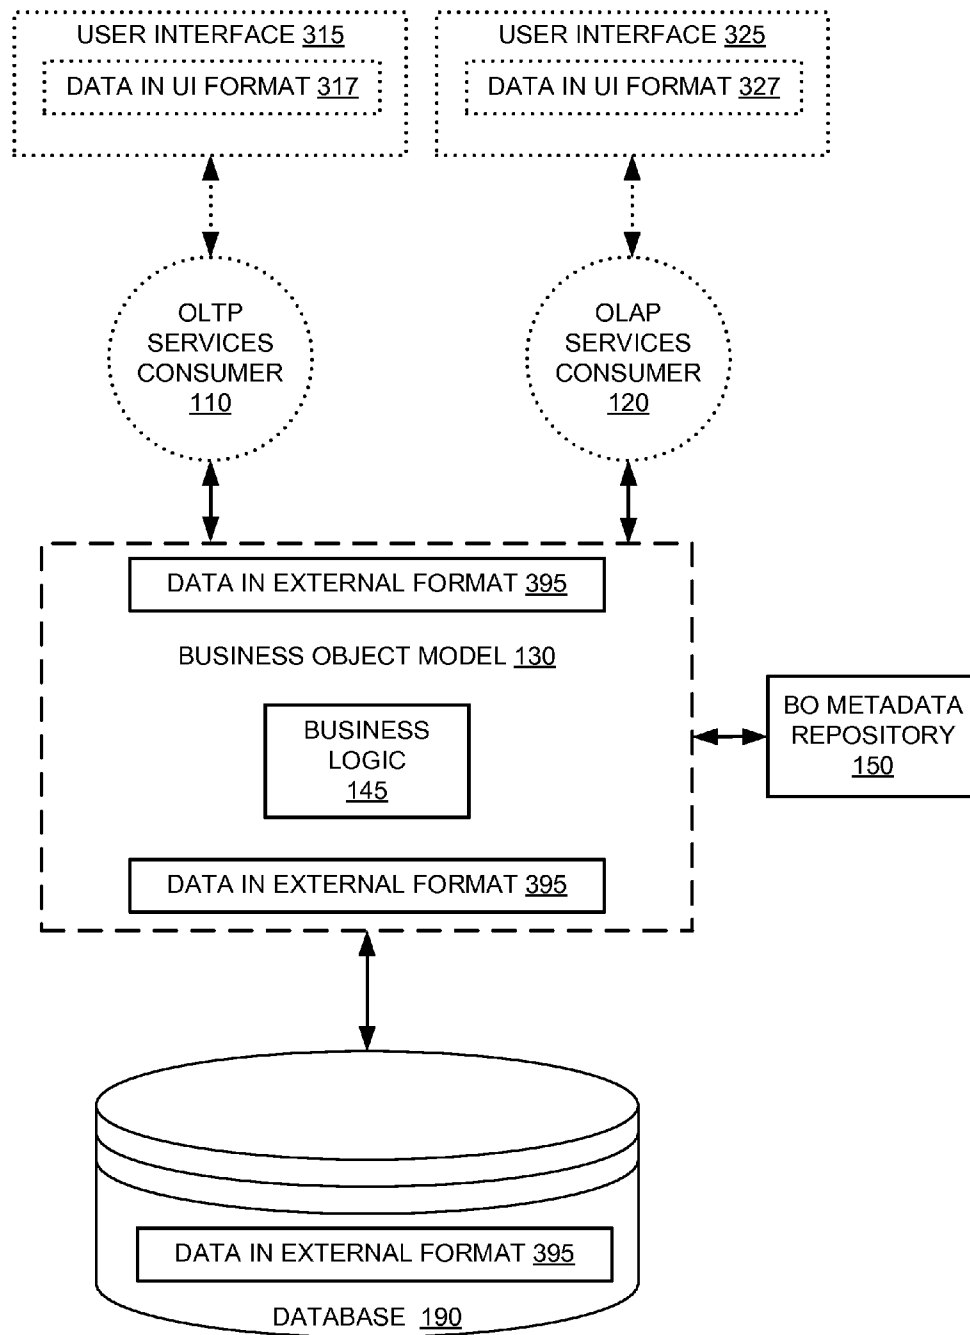 USER INTERFACE 315
DATA IN UI FORMAT 317
USER INTERFACE 325
DATA IN UI FORMAT 327
OLTP
SERVICES
CONSUMER
110
OLAP
SERVICES
CONSUMER
120
DATA IN EXTERNAL FORMAT 395
BUSINESS OBJECT MODEL 130
BUSINESS
LOGIC
145
BO METADATA
REPOSITORY
150
DATA IN EXTERNAL FORMAT 395
DATA IN EXTERNAL FORMAT 395
DATABASE 190